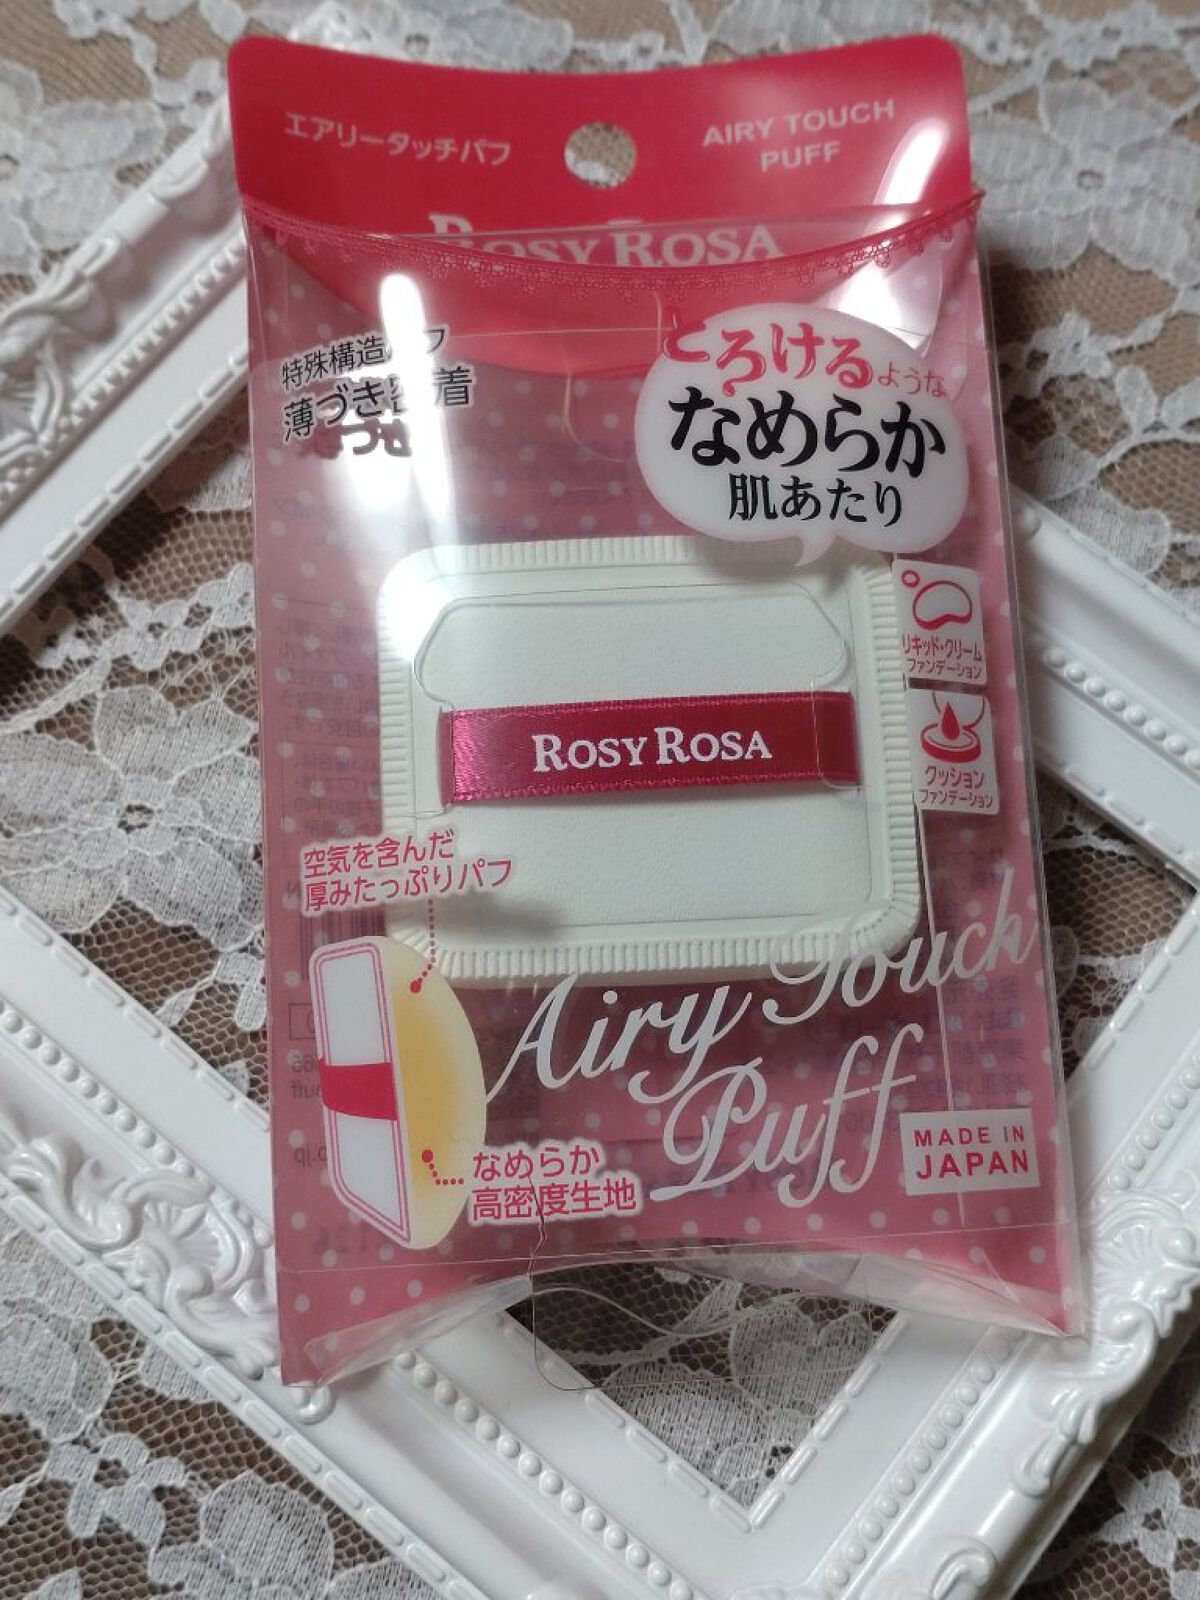 エアリータッチパフ
AIRY TOUCH
PUFF
ROSY ROSA
特殊構造パフ
薄づき密着
とろけるような
なめらか
肌あたり
リキッド・クリーム
ファンデーション
クッション
ファンデーション
ROSY ROSA
空気を含んだ
厚みたっぷりパフ
Airy Touch
Puff
なめらか
高密度生地
MADE IN
JAPAN